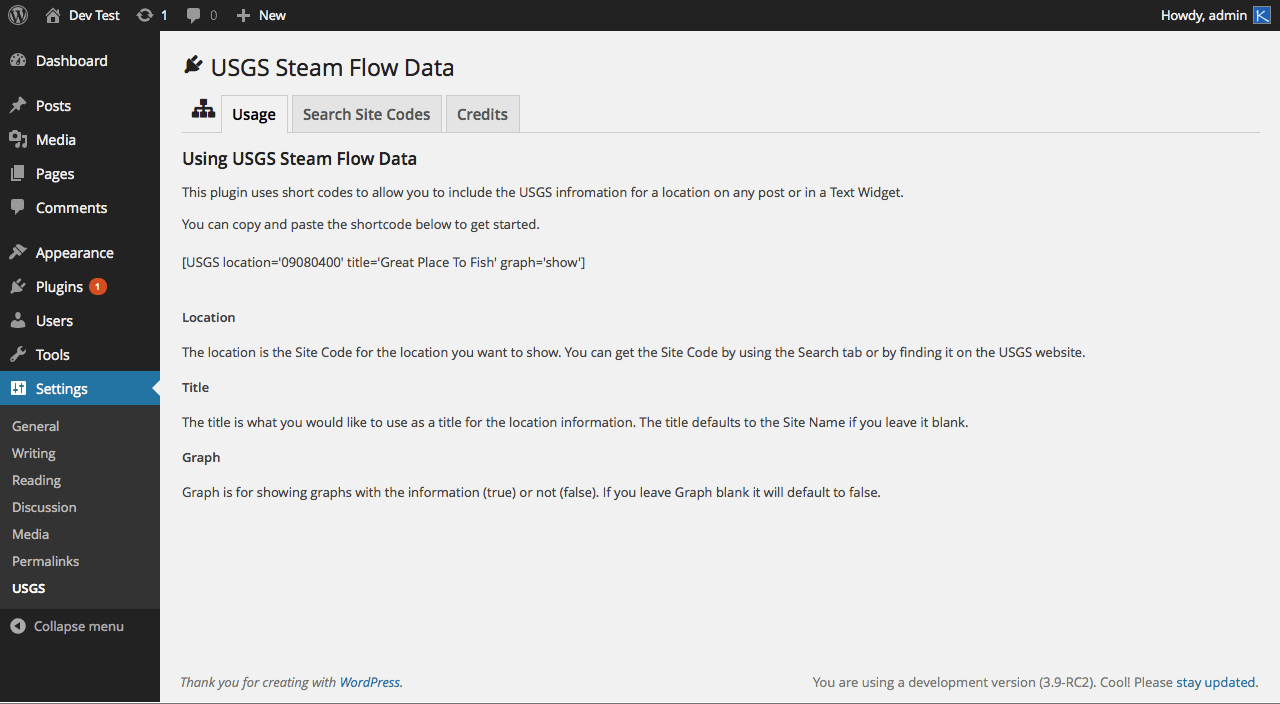 Dev Test 1 0 New Howdy, admin
Dashboard
Posts
Media
Pages
Comments
Appearance
Plugins 1
Users
Tools
Settings
General
Writing
Reading
Discussion
Media
Permalinks
USGS
Collapse menu
USGS Steam Flow Data
Usage Search Site Codes Credits
Using USGS Steam Flow Data
This plugin uses short codes to allow you to include the USGS infromation for a location on any post or in a Text Widget.
You can copy and paste the shortcode below to get started.
[USGS location='09080400' title='Great Place To Fish' graph='show']
Location
The location is the Site Code for the location you want to show. You can get the Site Code by using the Search tab or by finding it on the USGS website.
Title
The title is what you would like to use as a title for the location information. The title defaults to the Site Name if you leave it blank.
Graph
Graph is for showing graphs with the information (true) or not (false). If you leave Graph blank it will default to false.
Thank you for creating with WordPress. You are using a development version (3.9-RC2). Cool! Please stay updated.